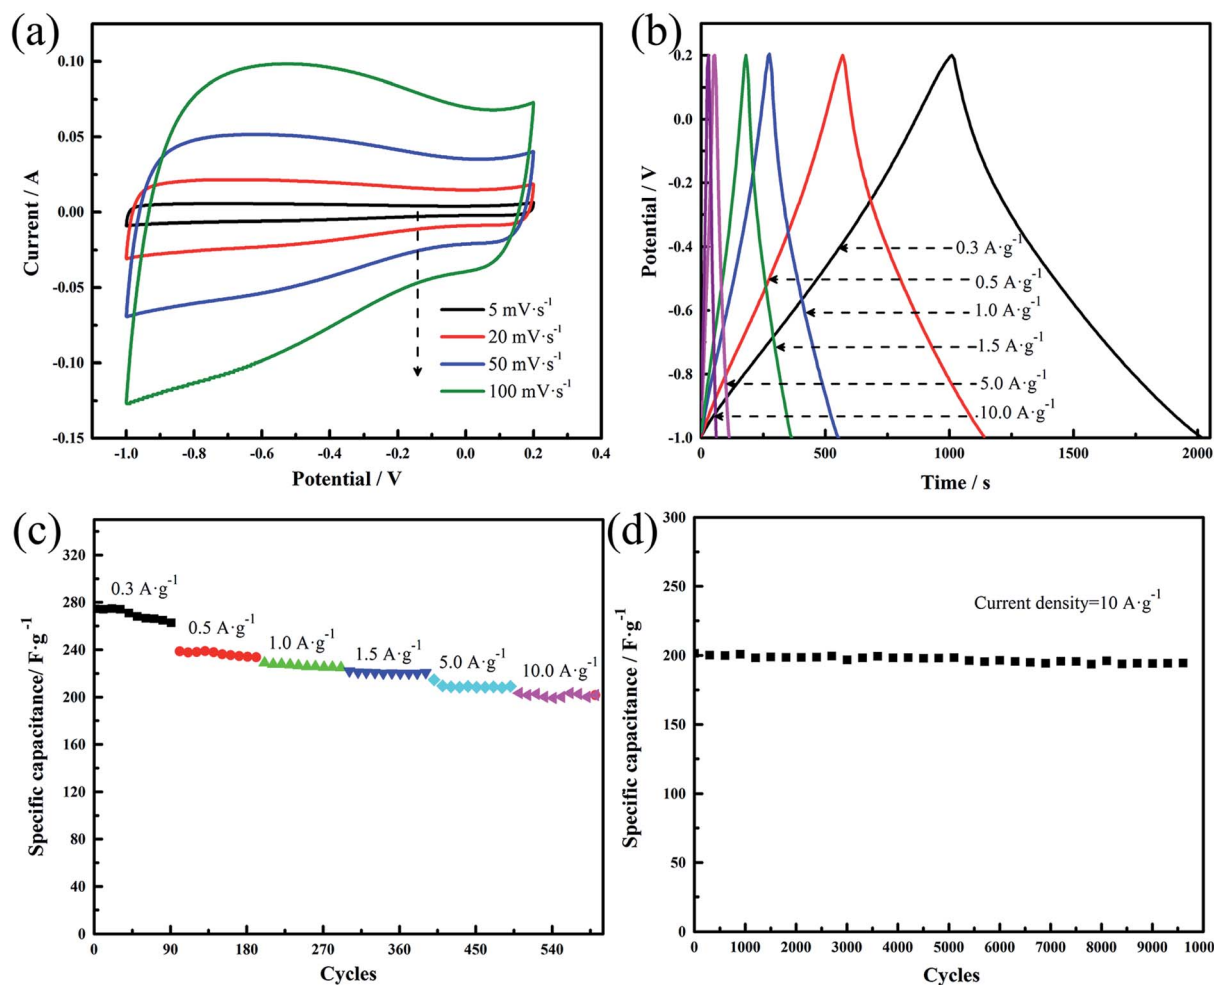 (a)
0.10
0.05
0.00
-0.05
-0.10
-0.15
Current / A
-1.0 -0.8 -0.6 -0.4 -0.2 0.0 0.2 0.4
Potential / V
5 mV·s⁻¹
20 mV·s⁻¹
50 mV·s⁻¹
100 mV·s⁻¹
(b)
0.2
0.0
-0.2
-0.4
-0.6
-0.8
-1.0
Potential / V
0 500 1000 1500 2000
Time / s
0.3 A·g⁻¹
0.5 A·g⁻¹
1.0 A·g⁻¹
1.5 A·g⁻¹
5.0 A·g⁻¹
10.0 A·g⁻¹
(c)
320
280
240
200
160
120
80
40
0
Specific capacitance/ F·g⁻¹
0 90 180 270 360 450 540
Cycles
0.3 A·g⁻¹
0.5 A·g⁻¹
1.0 A·g⁻¹
1.5 A·g⁻¹
5.0 A·g⁻¹
10.0 A·g⁻¹
(d)
300
250
200
150
100
50
0
Specific capacitance / F·g⁻¹
0 1000 2000 3000 4000 5000 6000 7000 8000 9000 10000
Cycles
Current density=10 A·g⁻¹